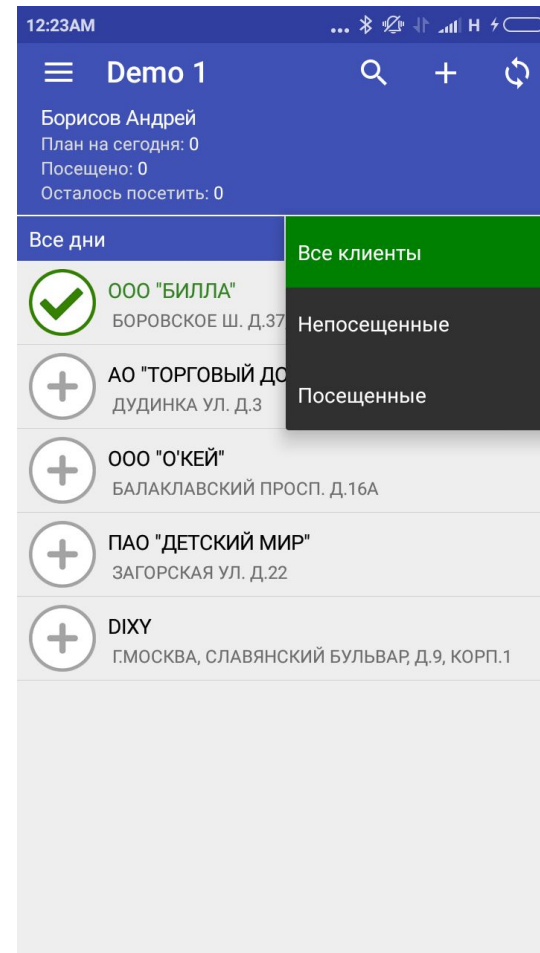 12:23AM
... H
Demo 1
Борисов Андрей
План на сегодня: 0
Посещено: 0
Осталось посетить: 0
Все дни
Все клиенты
Непосещенные
Посещенные
ООО "БИЛЛА"
БОРОВСКОЕ Ш. Д.37
АО "ТОРГОВЫЙ ДО
ДУДИНКА УЛ. Д.3
ООО "О'КЕЙ"
БАЛАКЛАВСКИЙ ПРОСП. Д.16А
ПАО "ДЕТСКИЙ МИР"
ЗАГОРСКАЯ УЛ. Д.22
DIXY
Г.МОСКВА, СЛАВЯНСКИЙ БУЛЬВАР, Д.9, КОРП.1